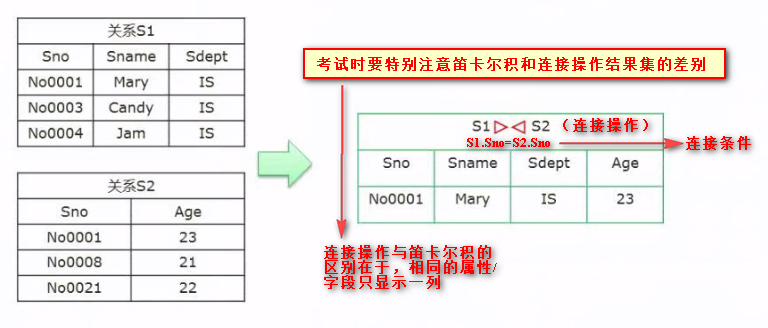 关系S1
Sno Sname Sdept
No0001 Mary IS
No0003 Candy IS
No0004 Jam IS
关系S2
Sno Age
No0001 23
No0008 21
No0021 22
考试时要特别注意笛卡尔积和连接操作结果集的差别
S1▷◁S2 (连接操作)
S1.Sno=S2.Sno
连接条件
Sno Sname Sdept Age
No0001 Mary IS 23
连接操作与笛卡尔积的
区别在于，相同的属性/
字段只显示一列